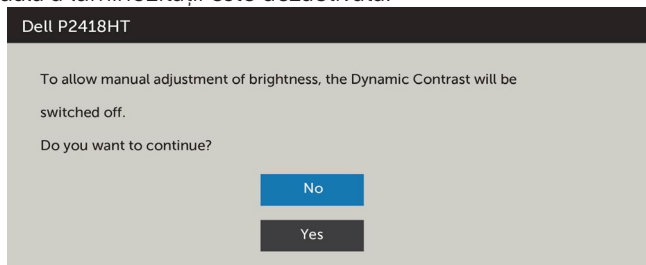 Dell P2418HT
To allow manual adjustment of brightness, the Dynamic Contrast will be
switched off.
Do you want to continue?
No
Yes